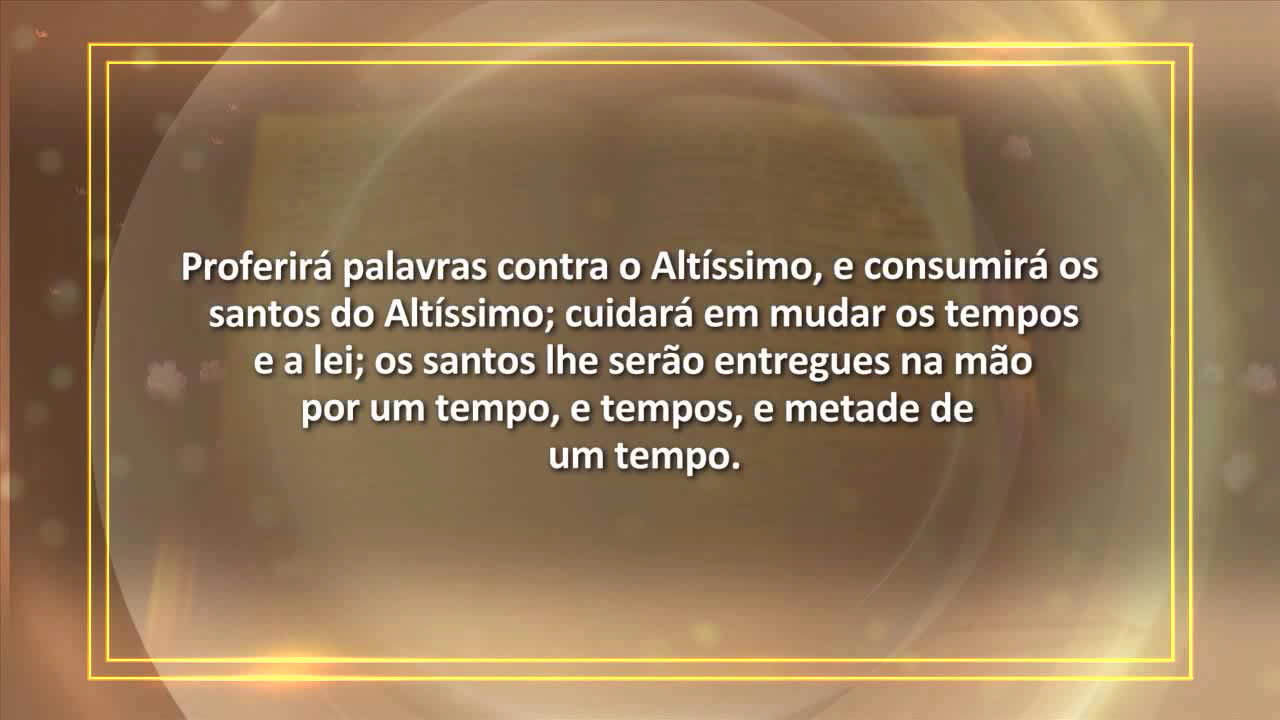 Proferirá palavras contra o Altíssimo, e consumirá os
santos do Altíssimo; cuidará em mudar os tempos
e a lei; os santos lhe serão entregues na mão
por um tempo, e tempos, e metade de
um tempo.